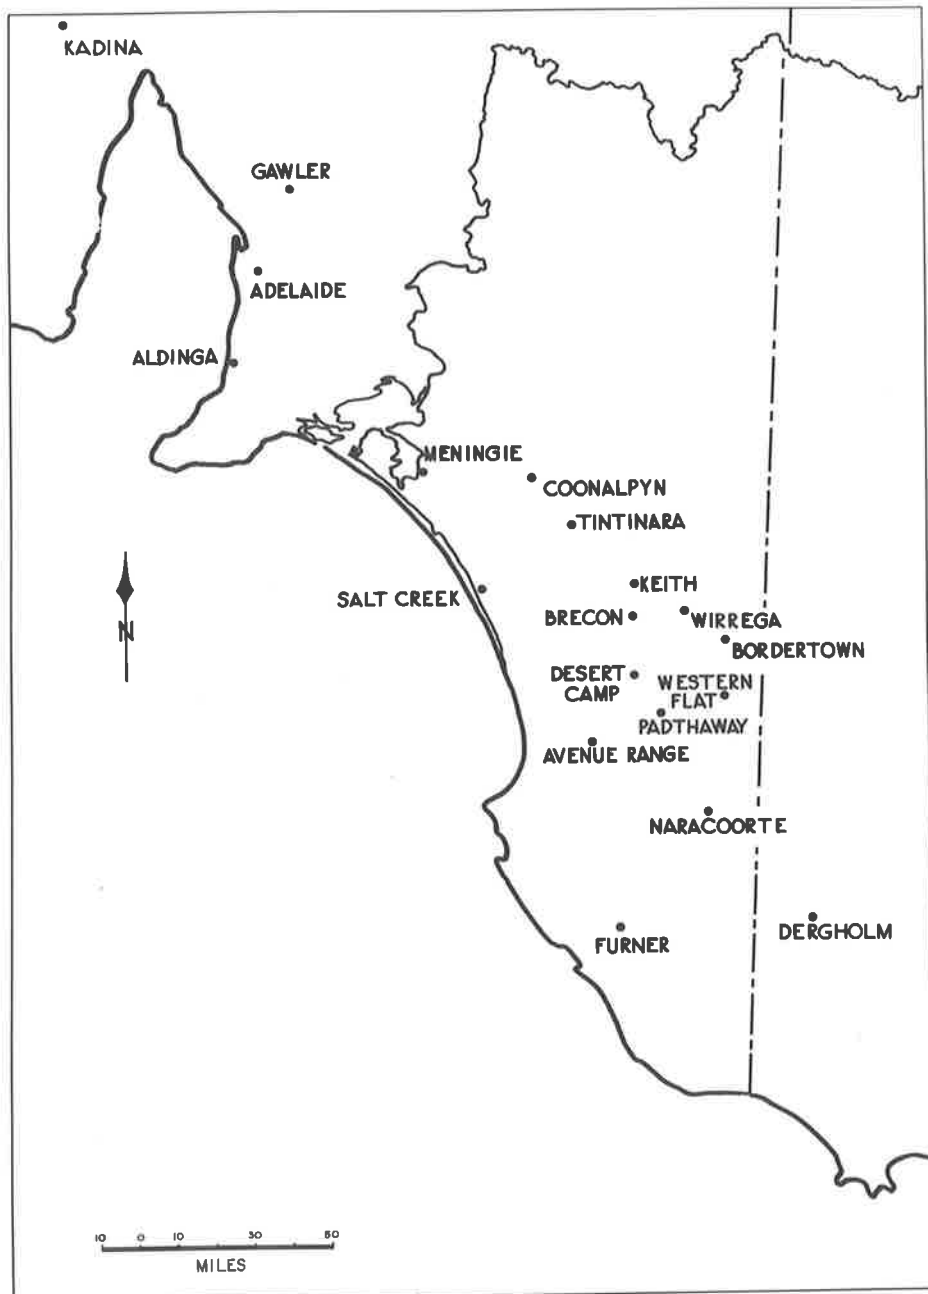 KADINA
GAWLER
ADELAIDE
ALDINGA
MENINGIE
COONALPYN
TINTINARA
SALT CREEK
KEITH
BRECON
WIRREGA
BORDERTOWN
N
DESERT
CAMP
WESTERN
FLAT
PADTHAWAY
AVENUE RANGE
NARACOORTE
FURNER
DERGHOLM
10 0 10 30 50
MILES